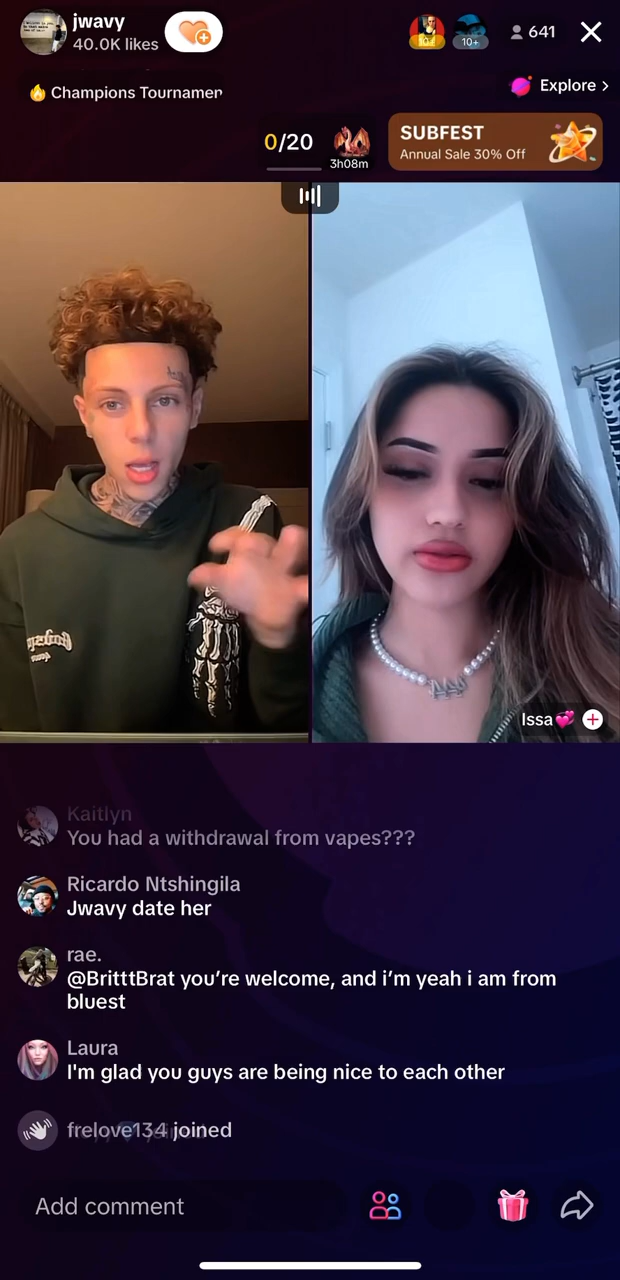 jwavy
40.0K likes
10+
10+
641
🔥 Champions Tournamen
Explore >
0/20
3h08m
SUBFEST
Annual Sale 30% Off
Issa💞
Kaitlyn
You had a withdrawal from vapes???
Ricardo Ntshingila
Jwavy date her
rae.
@BritttBrat you’re welcome, and i’m yeah i am from
bluest
Laura
I'm glad you guys are being nice to each other
frelove134 joined
Add comment